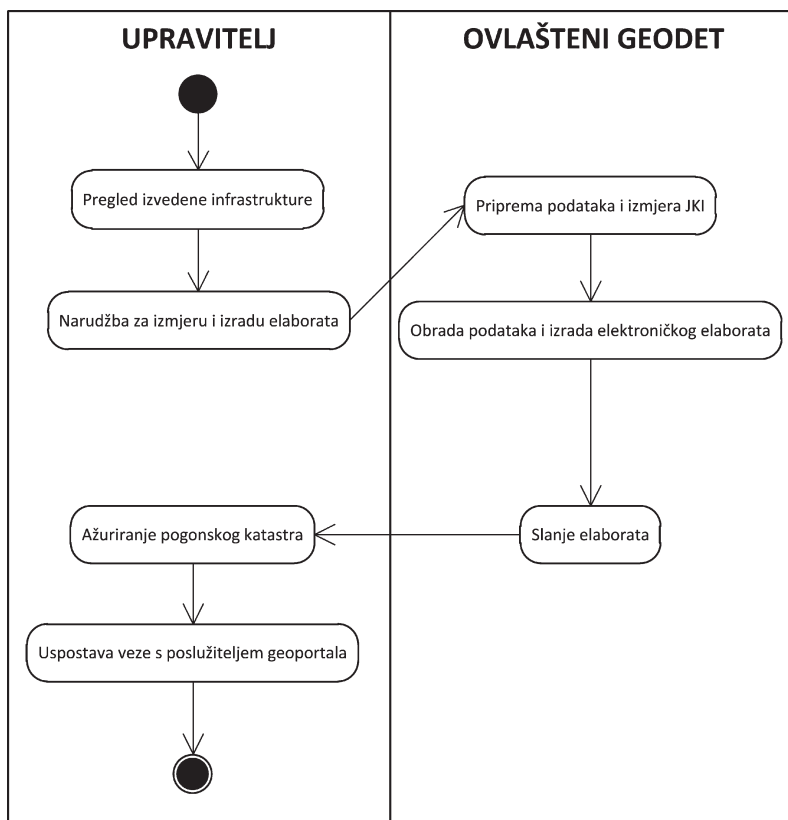 UPRAVITELJ
OVLAŠTENI GEODET
Pregled izvedene infrastrukture
Narudžba za izmjeru i izradu elaborata
Priprema podataka i izmjera JKI
Obrada podataka i izrada elektroničkog elaborata
Slanje elaborata
Ažuriranje pogonskog katastra
Uspostava veze s poslužiteljem geoportala